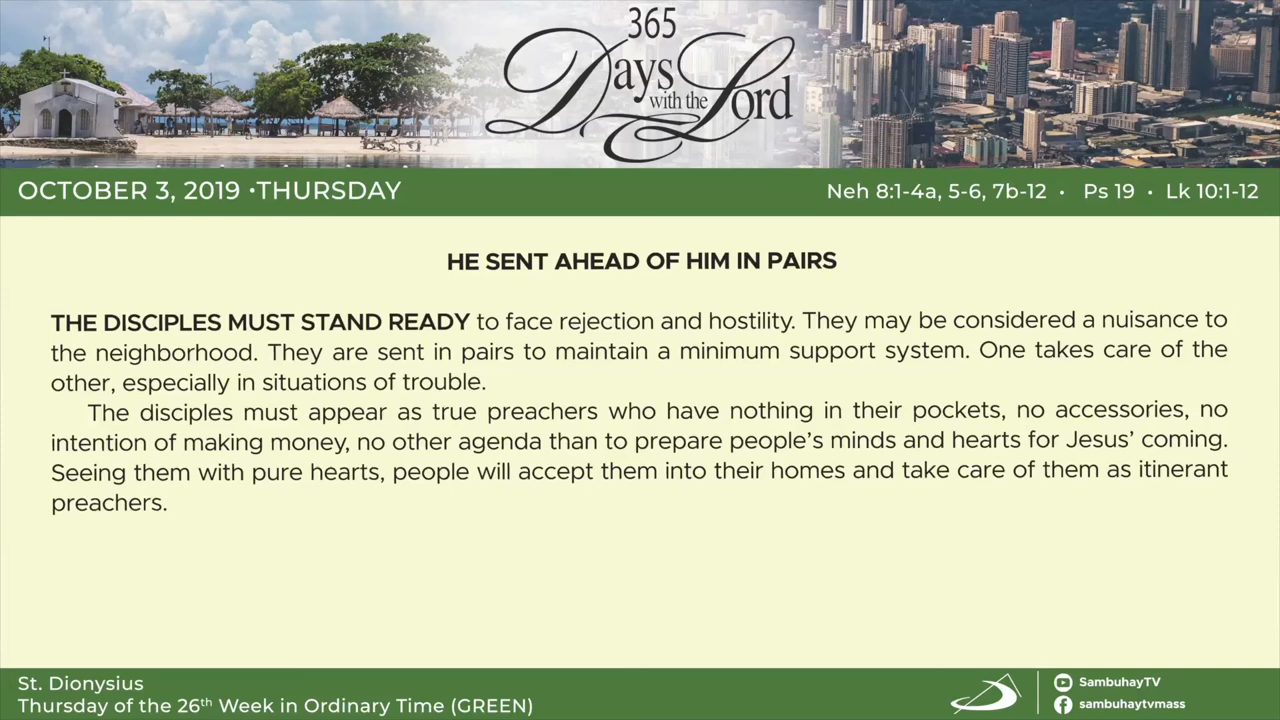 365
Days
with the
Lord
OCTOBER 3, 2019 •THURSDAY
Neh 8:1-4a, 5-6, 7b-12 • Ps 19 • Lk 10:1-12
HE SENT AHEAD OF HIM IN PAIRS
THE DISCIPLES MUST STAND READY to face rejection and hostility. They may be considered a nuisance to
the neighborhood. They are sent in pairs to maintain a minimum support system. One takes care of the
other, especially in situations of trouble.
The disciples must appear as true preachers who have nothing in their pockets, no accessories, no
intention of making money, no other agenda than to prepare people's minds and hearts for Jesus' coming.
Seeing them with pure hearts, people will accept them into their homes and take care of them as itinerant
preachers.
St. Dionysius
Thursday of the 26th Week in Ordinary Time (GREEN)
SambuhayTV
sambuhaytvmass